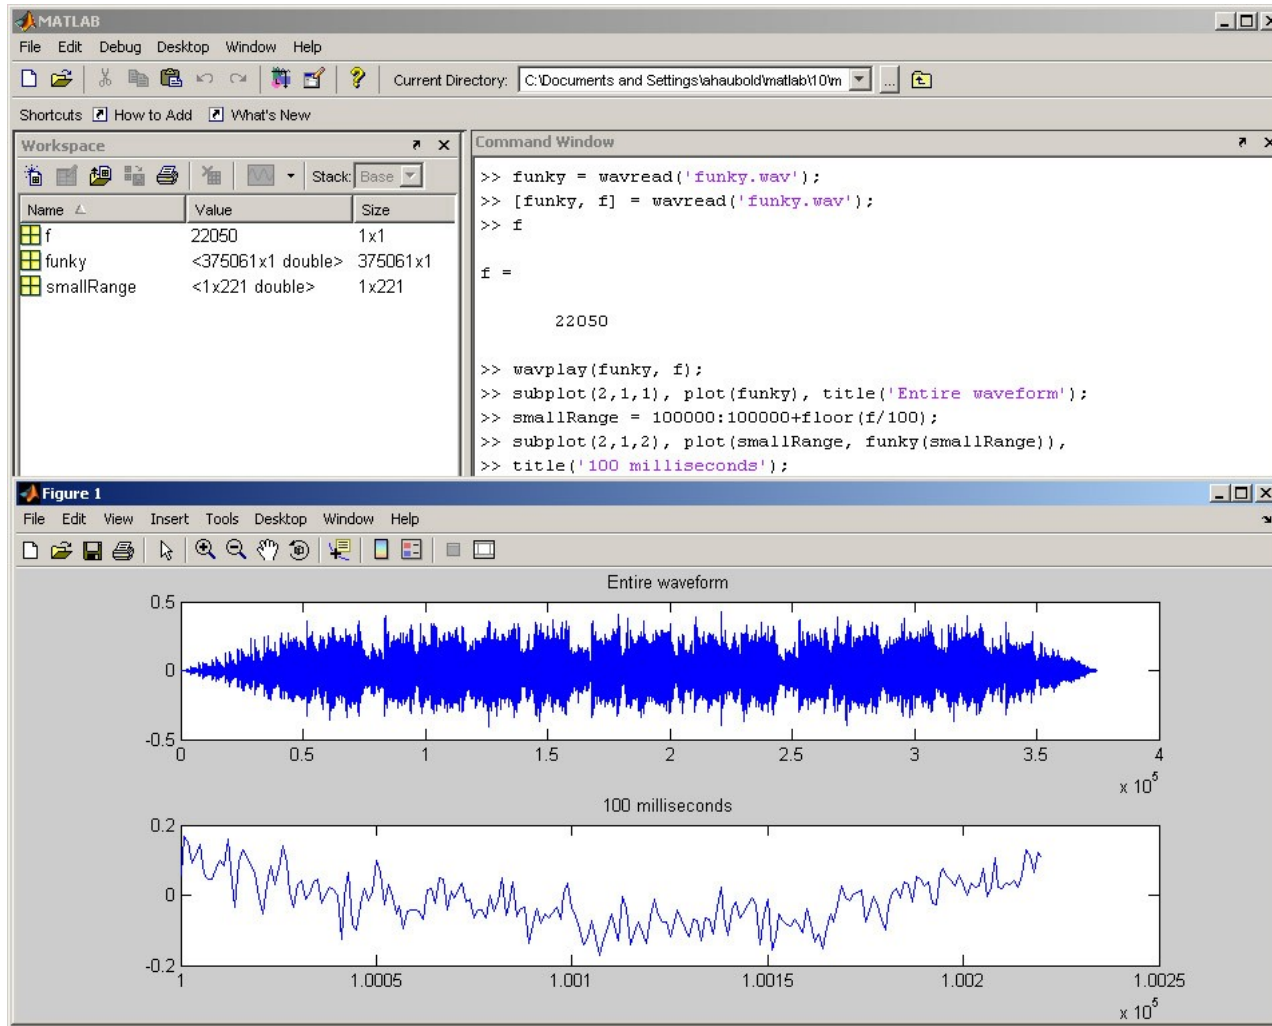 MATLAB
File Edit Debug Desktop Window Help
Current Directory: C:\Documents and Settings\ahaubold\matlab\10\m ...
Shortcuts How to Add What's New
Workspace
Stack: Base
Name Value Size
f 22050 1x1
funky <375061x1 double> 375061x1
smallRange <1x221 double> 1x221
Command Window
>> funky = wavread('funky.wav');
>> [funky, f] = wavread('funky.wav');
>> f
f =
22050
>> wavplay(funky, f);
>> subplot(2,1,1), plot(funky), title('Entire waveform');
>> smallRange = 100000:100000+floor(f/100);
>> subplot(2,1,2), plot(smallRange, funky(smallRange)),
>> title('100 milliseconds');
Figure 1
File Edit View Insert Tools Desktop Window Help
Entire waveform
0.5
0
-0.5
0 0.5 1 1.5 2 2.5 3 3.5 4
x 10^5
100 milliseconds
0.2
0
-0.2
1 1.0005 1.001 1.0015 1.002 1.0025
x 10^5